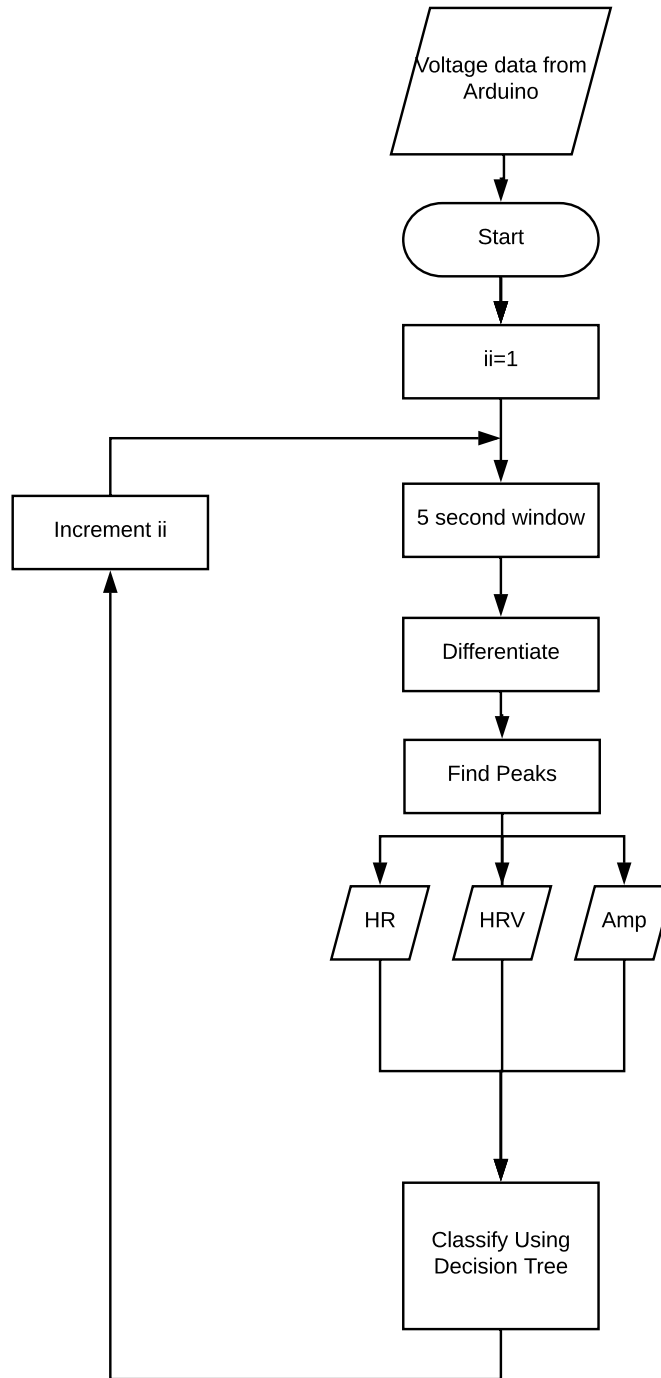 Voltage data from
Arduino
Start
ii=1
Increment ii
5 second window
Differentiate
Find Peaks
HR
HRV
Amp
Classify Using
Decision Tree